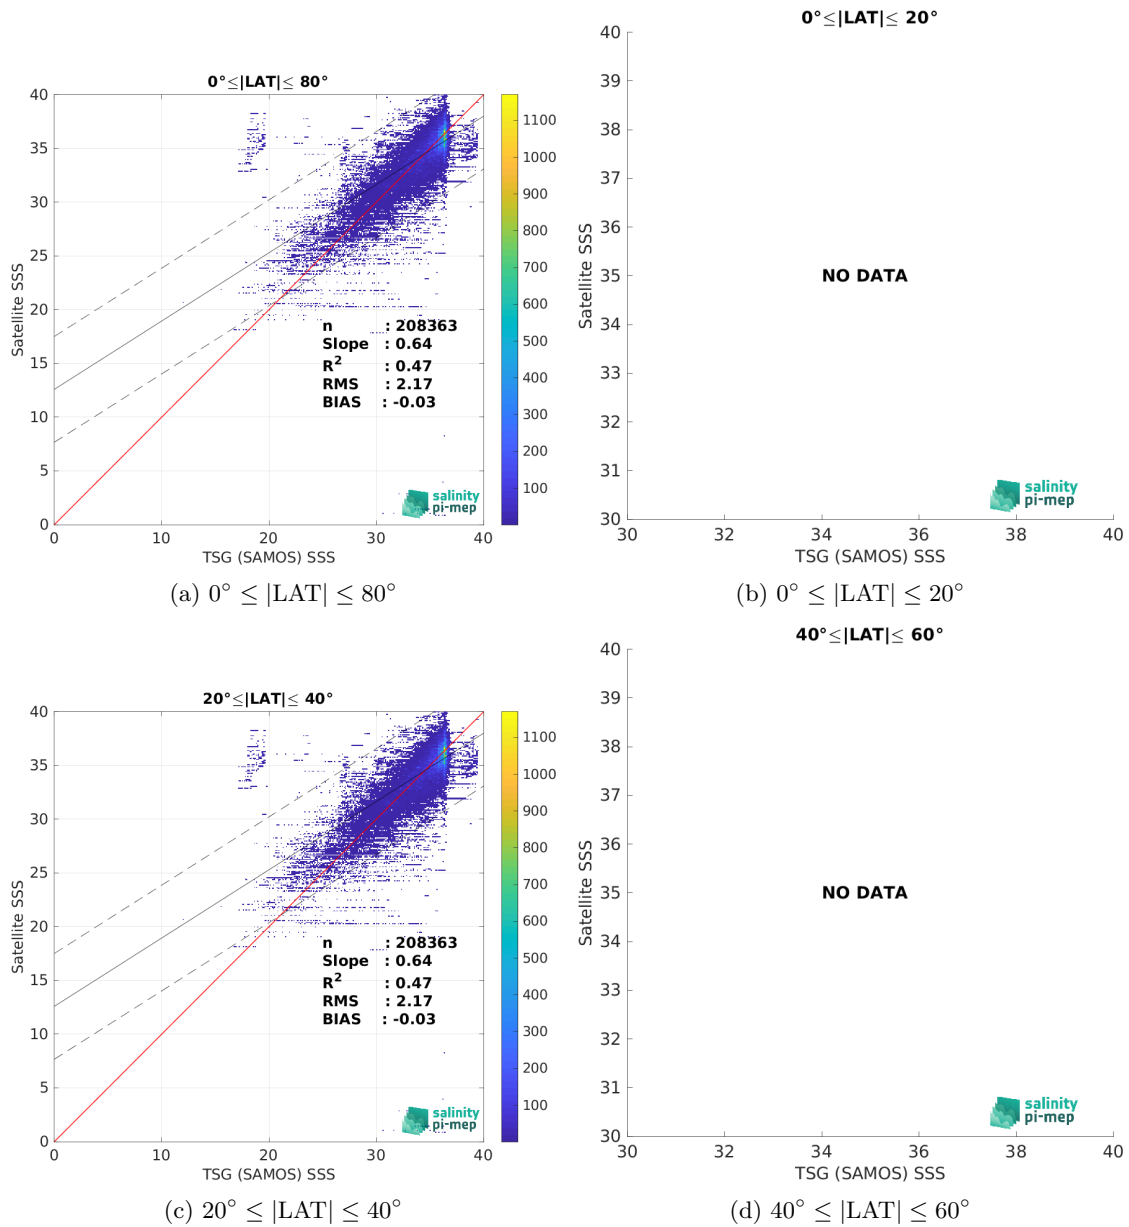 0°≤|LAT|≤ 80°
40
35
30
25
20
15
10
5
0
Satellite SSS
0
10
20
30
40
TSG (SAMOS) SSS
1100
1000
900
800
700
600
500
400
300
200
100
n : 208363
Slope : 0.64
R² : 0.47
RMS : 2.17
BIAS : -0.03
salinity
pi-mep
(a) 0° ≤ |LAT| ≤ 80°
0°≤|LAT|≤ 20°
40
39
38
37
36
35
34
33
32
31
30
Satellite SSS
NO DATA
30
32
34
36
38
40
TSG (SAMOS) SSS
salinity
pi-mep
(b) 0° ≤ |LAT| ≤ 20°
20°≤|LAT|≤ 40°
40
35
30
25
20
15
10
5
0
Satellite SSS
0
10
20
30
40
TSG (SAMOS) SSS
1100
1000
900
800
700
600
500
400
300
200
100
n : 208363
Slope : 0.64
R² : 0.47
RMS : 2.17
BIAS : -0.03
salinity
pi-mep
(c) 20° ≤ |LAT| ≤ 40°
40°≤|LAT|≤ 60°
40
39
38
37
36
35
34
33
32
31
30
Satellite SSS
NO DATA
30
32
34
36
38
40
TSG (SAMOS) SSS
salinity
pi-mep
(d) 40° ≤ |LAT| ≤ 60°